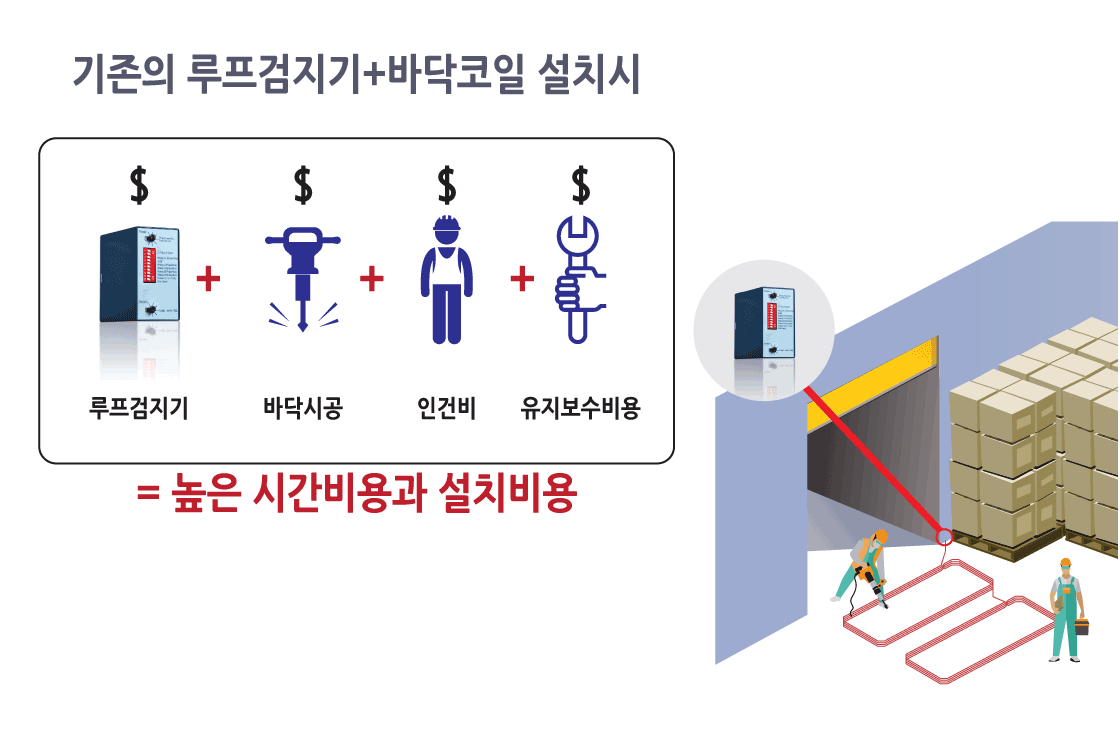 기존의 루프검지기+바닥코일 설치시
$ $ $ $
+ + +
루프검지기 바닥시공 인건비 유지보수비용
= 높은 시간비용과 설치비용